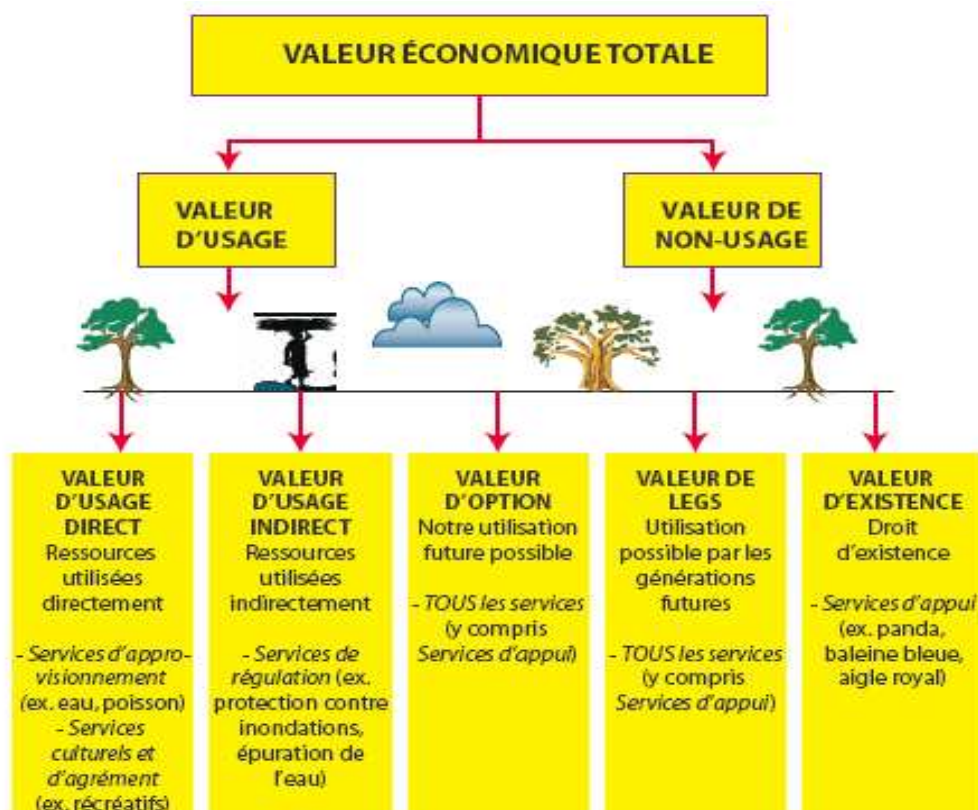 VALEUR ÉCONOMIQUE TOTALE
VALEUR
D'USAGE
VALEUR DE
NON-USAGE
VALEUR
D'USAGE
DIRECT
Ressources
utilisées
directement
- Services d'appro-
visionnement
(ex. eau, poisson)
- Services
culturels et
d'agrément
(ex. récréatifs)
VALEUR
D'USAGE
INDIRECT
Ressources
utilisées
indirectement
- Services de
régulation (ex.
protection contre
inondations,
épuration de
l'eau)
VALEUR
D'OPTION
Notre utilisation
future possible
- TOUS les services
(y compris
Services d'appui)
VALEUR DE
LEGS
Utilisation
possible par les
générations
futures
- TOUS les services
(y compris
Services d'appui)
VALEUR
D'EXISTENCE
Droit
d'existence
- Services d'appui
(ex. panda,
baleine bleue,
aigle royal)